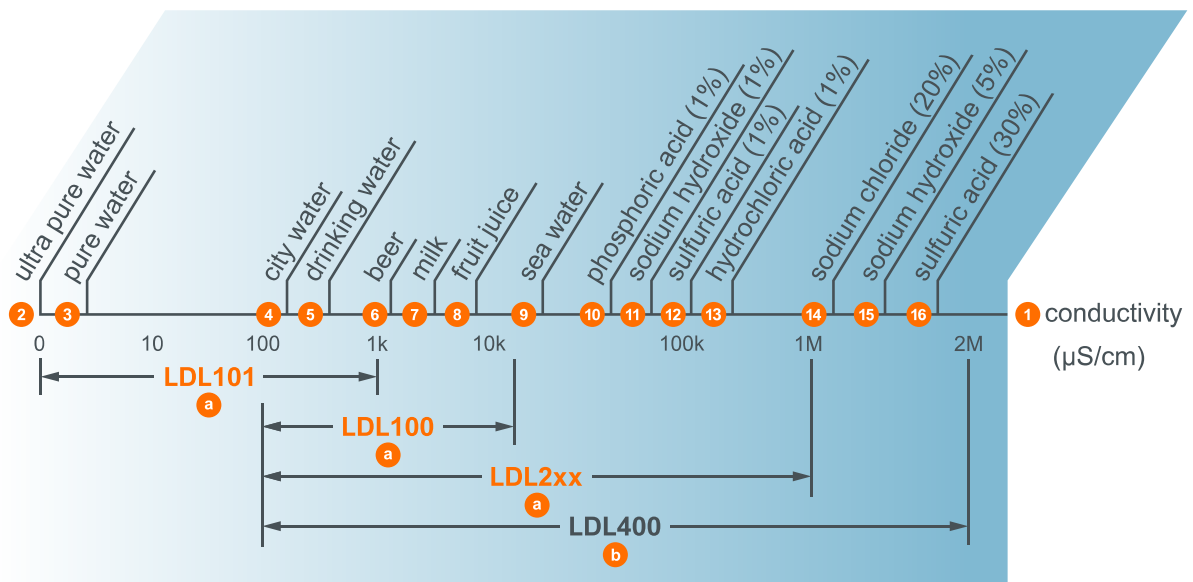 ultra pure water
pure water
city water
drinking water
beer
milk
fruit juice
sea water
phosphoric acid (1%)
sodium hydroxide (1%)
sulfuric acid (1%)
hydrochloric acid (1%)
sodium chloride (20%)
sodium hydroxide (5%)
sulfuric acid (30%)
2 3 4 5 6 7 8 9 10 11 12 13 14 15 16 1 conductivity
0 10 100 1k 10k 100k 1M 2M (µS/cm)
LDL101
a
LDL100
a
LDL2xx
a
LDL400
b